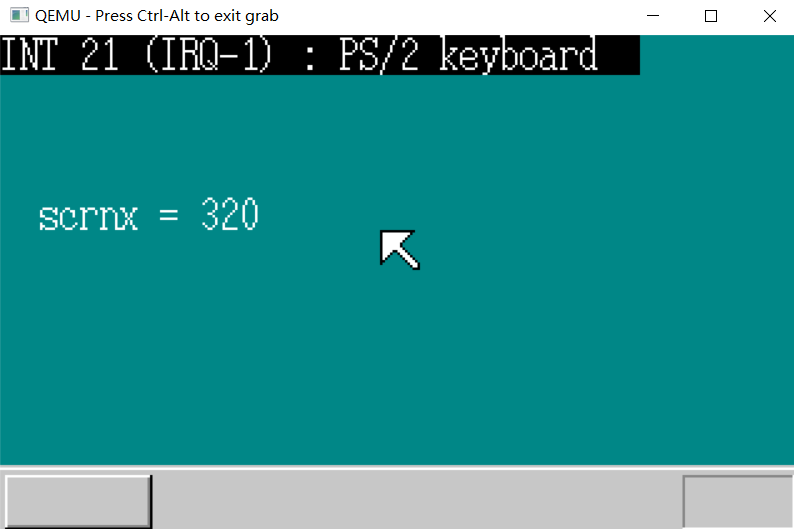 QEMU - Press Ctrl-Alt to exit grab
INT 21 (IRQ-1) : PS/2 keyboard
scrnx = 320